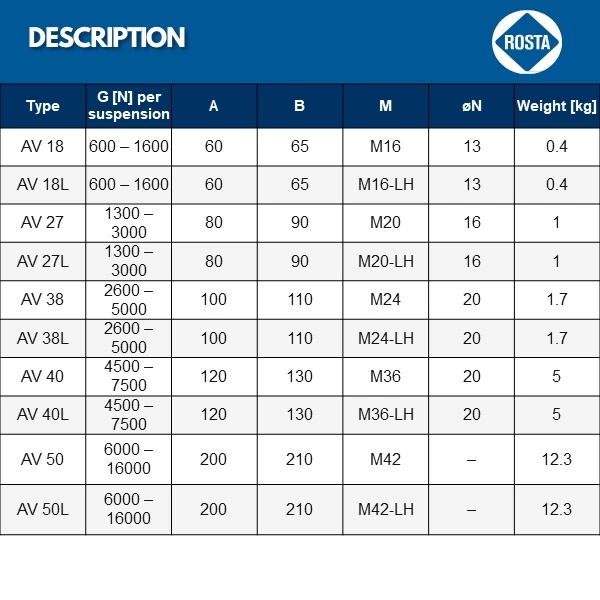 DESCRIPTION
ROSTA
Type G [N] per suspension A B M øN Weight [kg]
AV 18 600 – 1600 60 65 M16 13 0.4
AV 18L 600 – 1600 60 65 M16-LH 13 0.4
AV 27 1300 – 3000 80 90 M20 16 1
AV 27L 1300 – 3000 80 90 M20-LH 16 1
AV 38 2600 – 5000 100 110 M24 20 1.7
AV 38L 2600 – 5000 100 110 M24-LH 20 1.7
AV 40 4500 – 7500 120 130 M36 20 5
AV 40L 4500 – 7500 120 130 M36-LH 20 5
AV 50 6000 – 16000 200 210 M42 – 12.3
AV 50L 6000 – 16000 200 210 M42-LH – 12.3